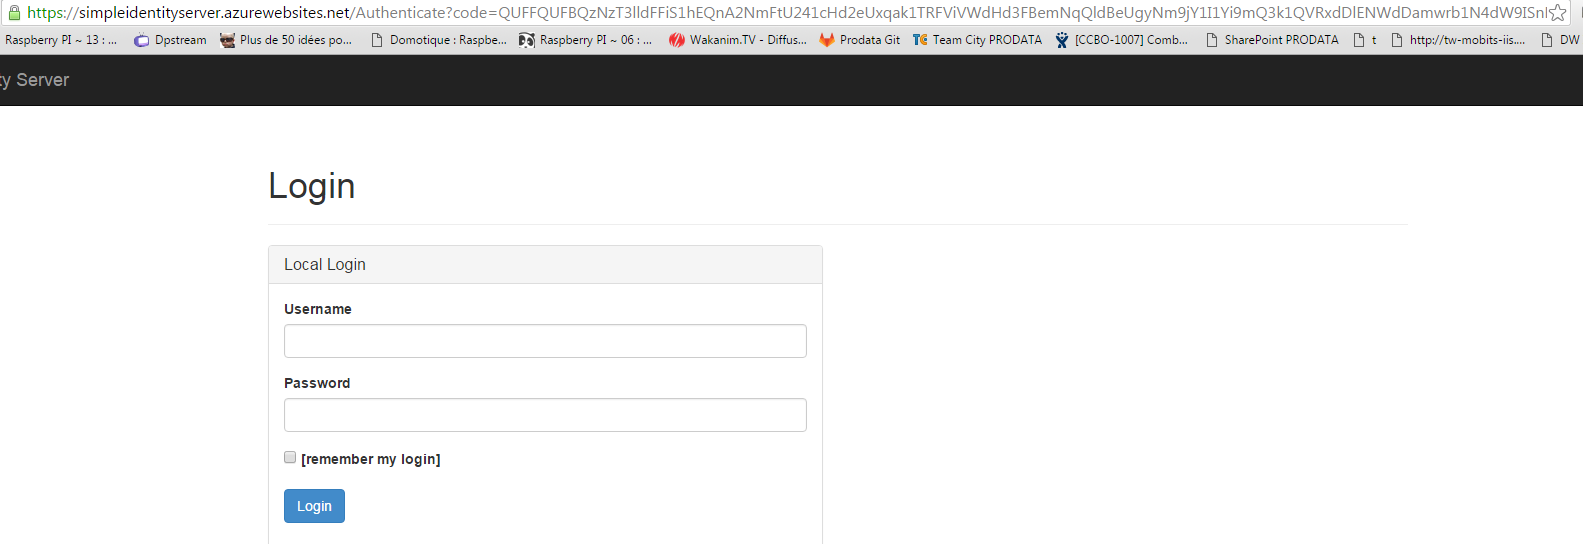 https://simpleidentityserver.azurewebsites.net/Authenticate?code=QUFFQUFBQzNzT3lldFFiS1hEQnA2NmFtU241cHd2eUxqak1TRFViVWdHd3FBemNqQldBeUgyNm9jY1I1Yi9mQ3k1QVRxdDlENWdDamwrb1N4dW9ISnl
Raspberry PI ~ 13 : ... Dpstream Plus de 50 idées po... Domotique : Raspbe... Raspberry PI ~ 06 : ... Wakanim.TV - Diffus... Prodata Git Team City PRODATA [CCBO-1007] Comb... SharePoint PRODATA t http://tw-mobits-iis.... DW
ty Server
Login
Local Login
Username
Password
[remember my login]
Login